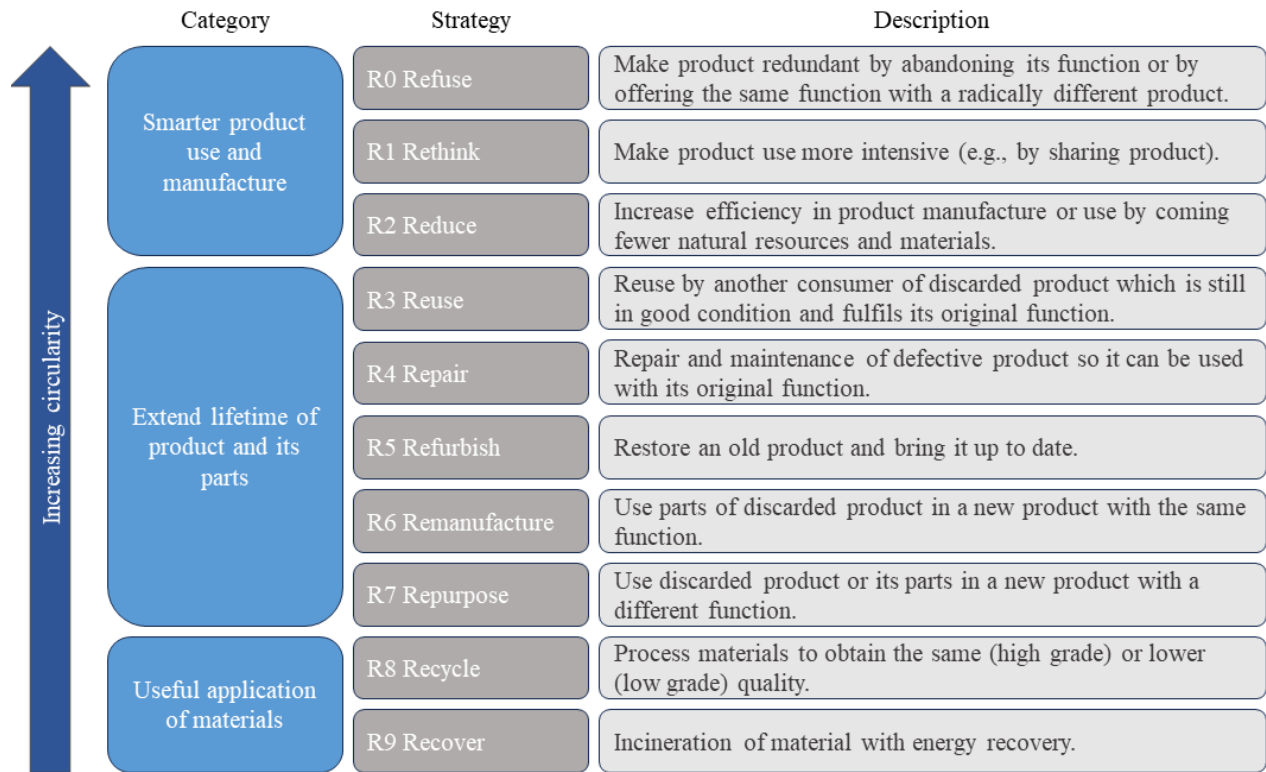 Category
Strategy
Description
Increasing circularity
Smarter product
use and
manufacture
R0 Refuse
Make product redundant by abandoning its function or by
offering the same function with a radically different product.
R1 Rethink
Make product use more intensive (e.g., by sharing product).
R2 Reduce
Increase efficiency in product manufacture or use by coming
fewer natural resources and materials.
Extend lifetime of
product and its
parts
R3 Reuse
Reuse by another consumer of discarded product which is still
in good condition and fulfils its original function.
R4 Repair
Repair and maintenance of defective product so it can be used
with its original function.
R5 Refurbish
Restore an old product and bring it up to date.
R6 Remanufacture
Use parts of discarded product in a new product with the same
function.
R7 Repurpose
Use discarded product or its parts in a new product with a
different function.
Useful application
of materials
R8 Recycle
Process materials to obtain the same (high grade) or lower
(low grade) quality.
R9 Recover
Incineration of material with energy recovery.